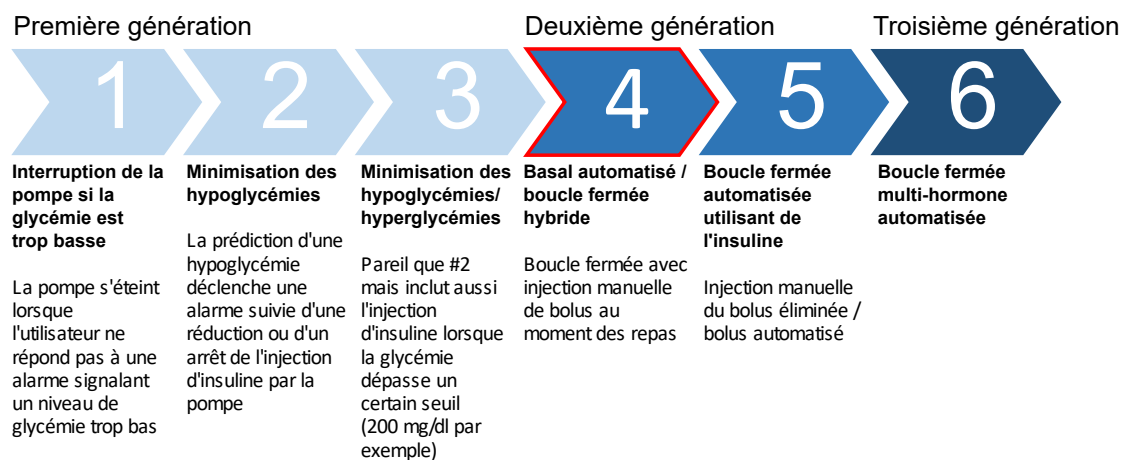 Première génération
Deuxième génération
Troisième génération
1
2
3
4
5
6
Interruption de la
pompe si la
glycémie est
trop basse
La pompe s'éteint
lorsque
l'utilisateur ne
répond pas à une
alarme signalant
un niveau de
glycémie trop bas
Minimisation des
hypoglycémies
La prédiction d'une
hypoglycémie
déclenche une
alarme suivie d'une
réduction ou d'un
arrêt de l'injection
d'insuline par la
pompe
Minimisation des
hypoglycémies/
hyperglycémies
Pareil que #2
mais inclut aussi
l'injection
d'insuline lorsque
la glycémie
dépasse un
certain seuil
(200 mg/dl par
exemple)
Basal automatisé /
boucle fermée
hybride
Boucle fermée avec
injection manuelle
de bolus au
moment des repas
Boucle fermée
automatisée
utilisant de
l'insuline
Injection manuelle
du bolus éliminée /
bolus automatisé
Boucle fermée
multi-hormone
automatisée